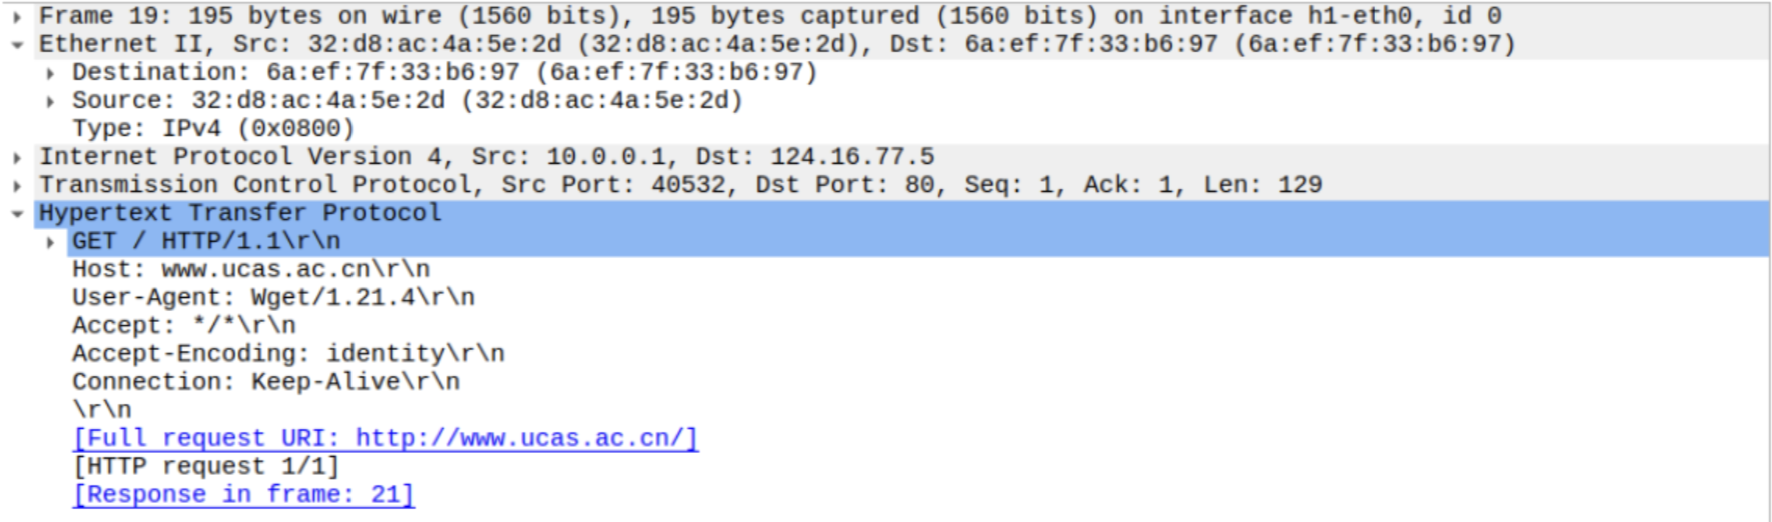 Frame 19: 195 bytes on wire (1560 bits), 195 bytes captured (1560 bits) on interface h1-eth0, id 0
Ethernet II, Src: 32:d8:ac:4a:5e:2d (32:d8:ac:4a:5e:2d), Dst: 6a:ef:7f:33:b6:97 (6a:ef:7f:33:b6:97)
Destination: 6a:ef:7f:33:b6:97 (6a:ef:7f:33:b6:97)
Source: 32:d8:ac:4a:5e:2d (32:d8:ac:4a:5e:2d)
Type: IPv4 (0x0800)
Internet Protocol Version 4, Src: 10.0.0.1, Dst: 124.16.77.5
Transmission Control Protocol, Src Port: 40532, Dst Port: 80, Seq: 1, Ack: 1, Len: 129
Hypertext Transfer Protocol
GET / HTTP/1.1\r\n
Host: www.ucas.ac.cn\r\n
User-Agent: Wget/1.21.4\r\n
Accept: */*\r\n
Accept-Encoding: identity\r\n
Connection: Keep-Alive\r\n
\r\n
[Full request URI: http://www.ucas.ac.cn/]
[HTTP request 1/1]
[Response in frame: 21]